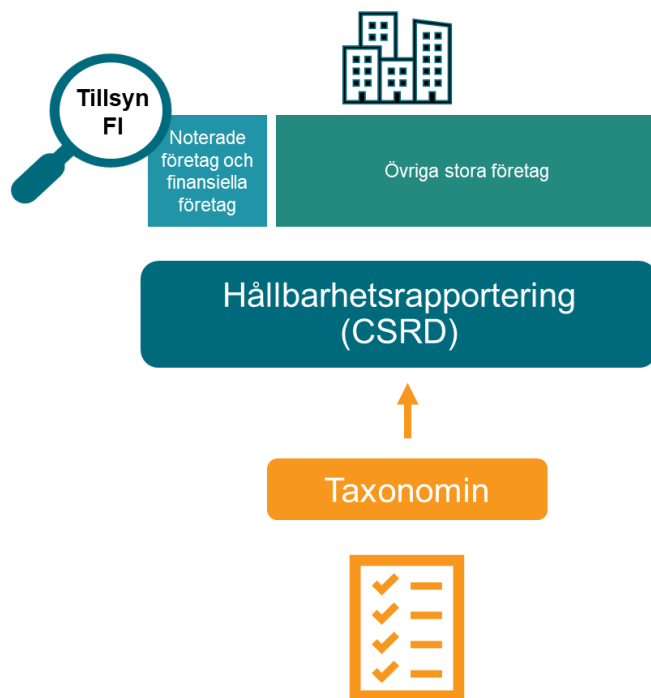 Tillsyn
FI
Noterade
företag och
finansiella
företag
Övriga stora företag
Hållbarhetsrapportering
(CSRD)
Taxonomin